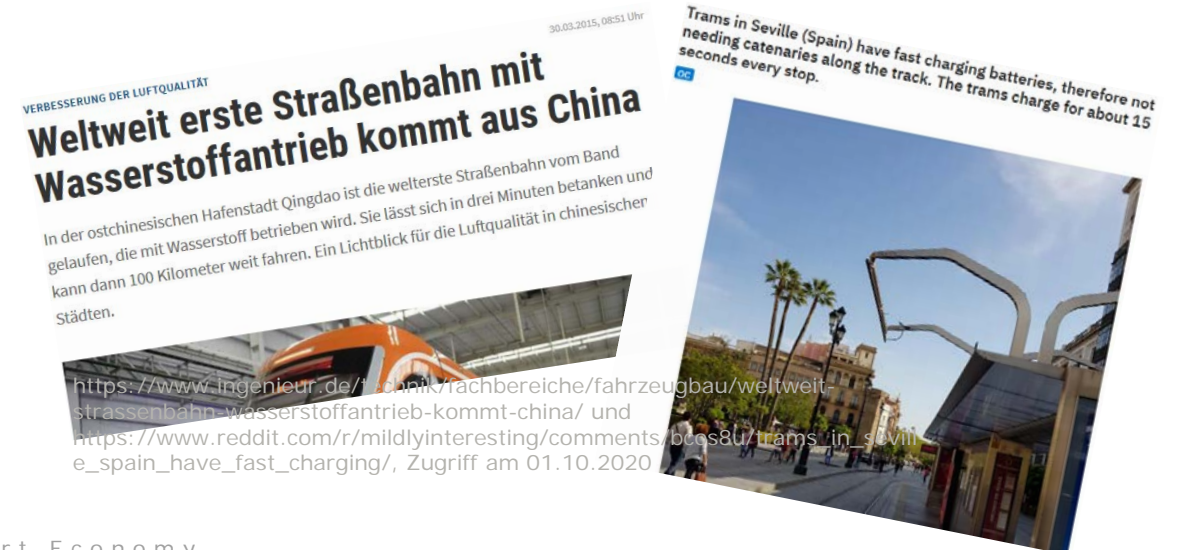 30.03.2015, 08:51 Uhr
VERBESSERUNG DER LUFTQUALITÄT
Weltweit erste Straßenbahn mit
Wasserstoffantrieb kommt aus China
In der ostchinesischen Hafenstadt Qingdao ist die welterste Straßenbahn vom Band
gelaufen, die mit Wasserstoff betrieben wird. Sie lässt sich in drei Minuten betanken und
kann dann 100 Kilometer weit fahren. Ein Lichtblick für die Luftqualität in chinesischen
Städten.
Trams in Seville (Spain) have fast charging batteries, therefore not
needing catenaries along the track. The trams charge for about 15
seconds every stop.
OC
https://www.ingenieur.de/technik/fachbereiche/fahrzeugbau/weltweit-
strassenbahn-wasserstoffantrieb-kommt-china/ und
https://www.reddit.com/r/mildlyinteresting/comments/bcos8u/trams_in_sevill
e_spain_have_fast_charging/, Zugriff am 01.10.2020
rt Economy